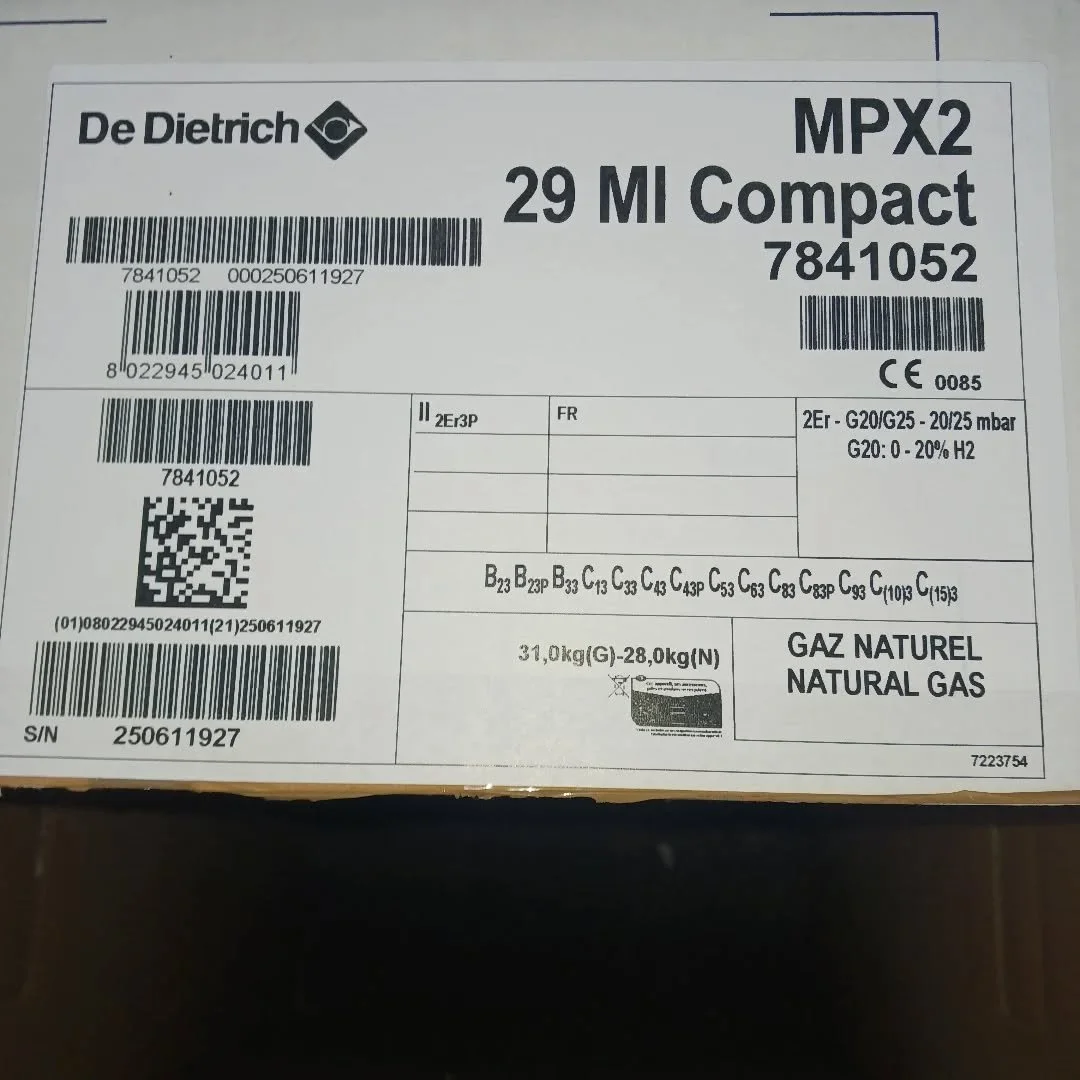 De Dietrich
MPX2
29 MI Compact
7841052
7841052 000250611927
8 022945 024011
CE 0085
7841052
(01)08022945024011(21)250611927
S/N 250611927
II 2Er3P
FR
2Er - G20/G25 - 20/25 mbar
G20: 0 - 20% H2
B23 B23P B33 C13 C33 C43 C43P C53 C63 C83 C83P C93 C(10)3 C(15)3
31,0kg(G)-28,0kg(N)
GAZ NATUREL
NATURAL GAS
7223754